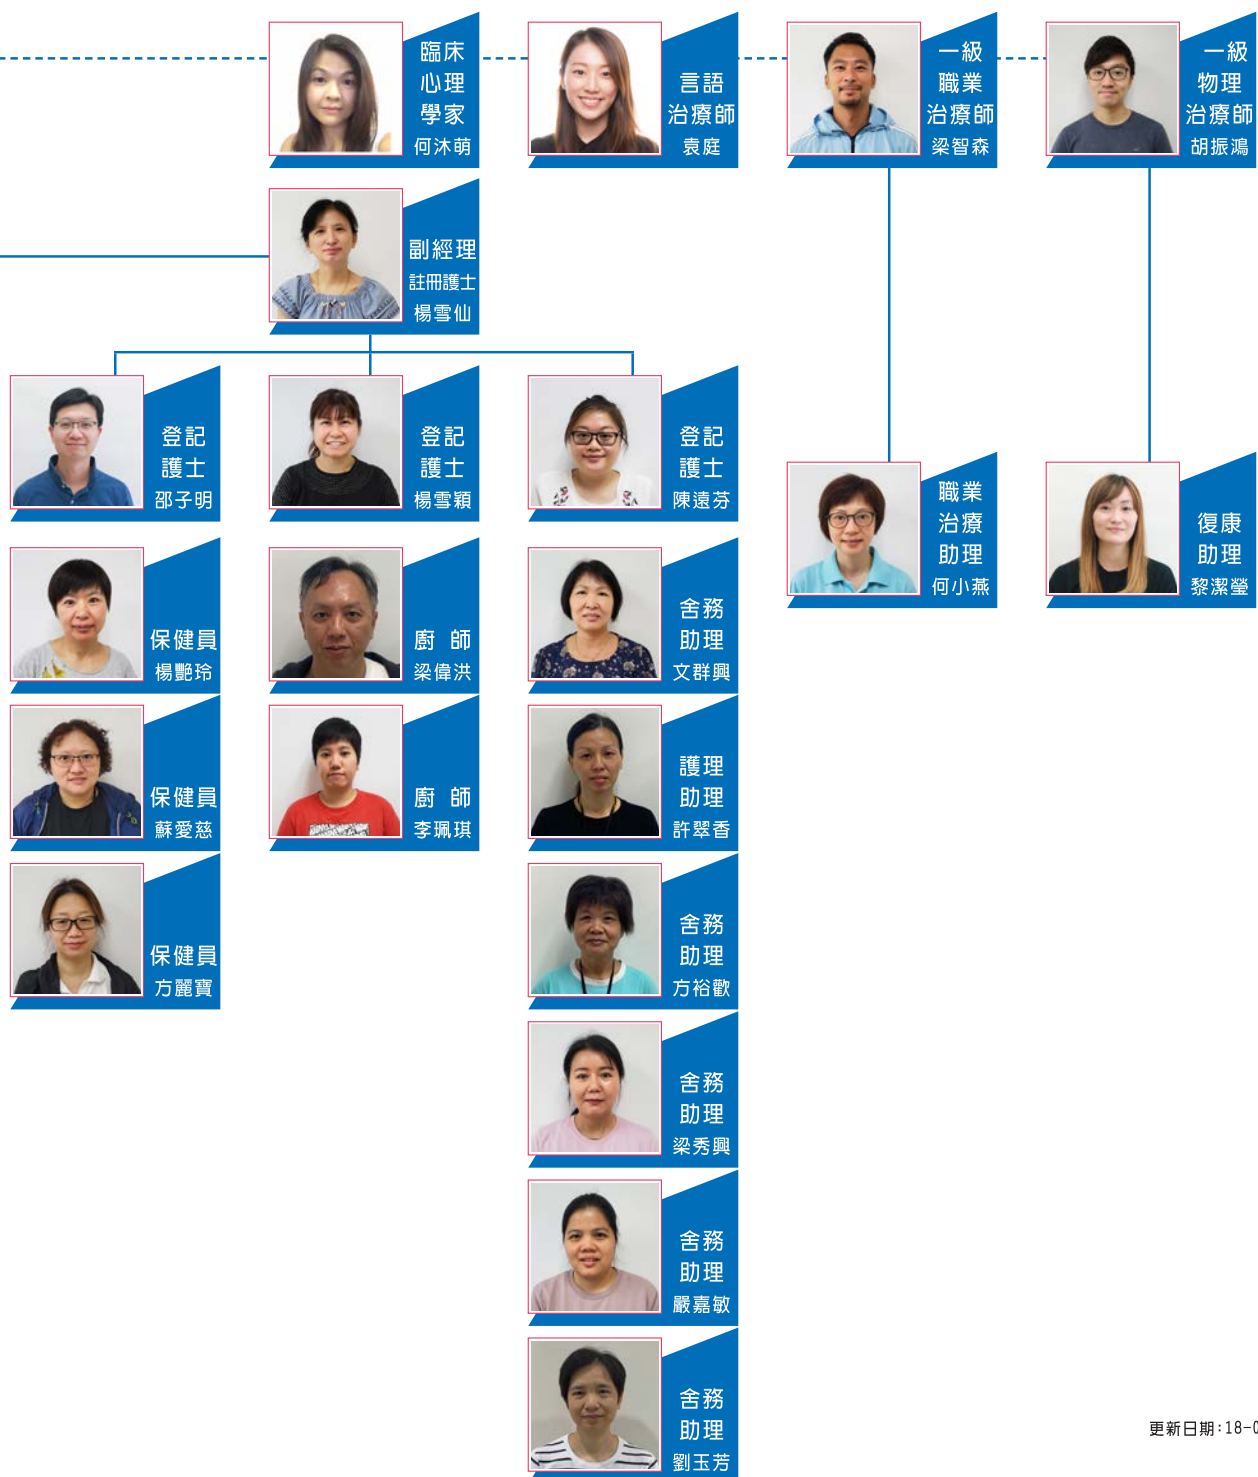 臨床
心理
學家
何沐萌
言語
治療師
袁庭
一級
職業
治療師
梁智森
一級
物理
治療師
胡振鴻
副經理
註冊護士
楊雪仙
登記
護士
邵子明
登記
護士
楊雪穎
登記
護士
陳遠芬
職業
治療
助理
何小燕
復康
助理
黎潔瑩
保健員
楊艷玲
廚 師
梁偉洪
舍務
助理
文群興
保健員
蘇愛慈
廚 師
李珮琪
護理
助理
許翠香
保健員
方麗寶
舍務
助理
方裕歡
舍務
助理
梁秀興
舍務
助理
嚴嘉敏
舍務
助理
劉玉芳
更新日期:18-0